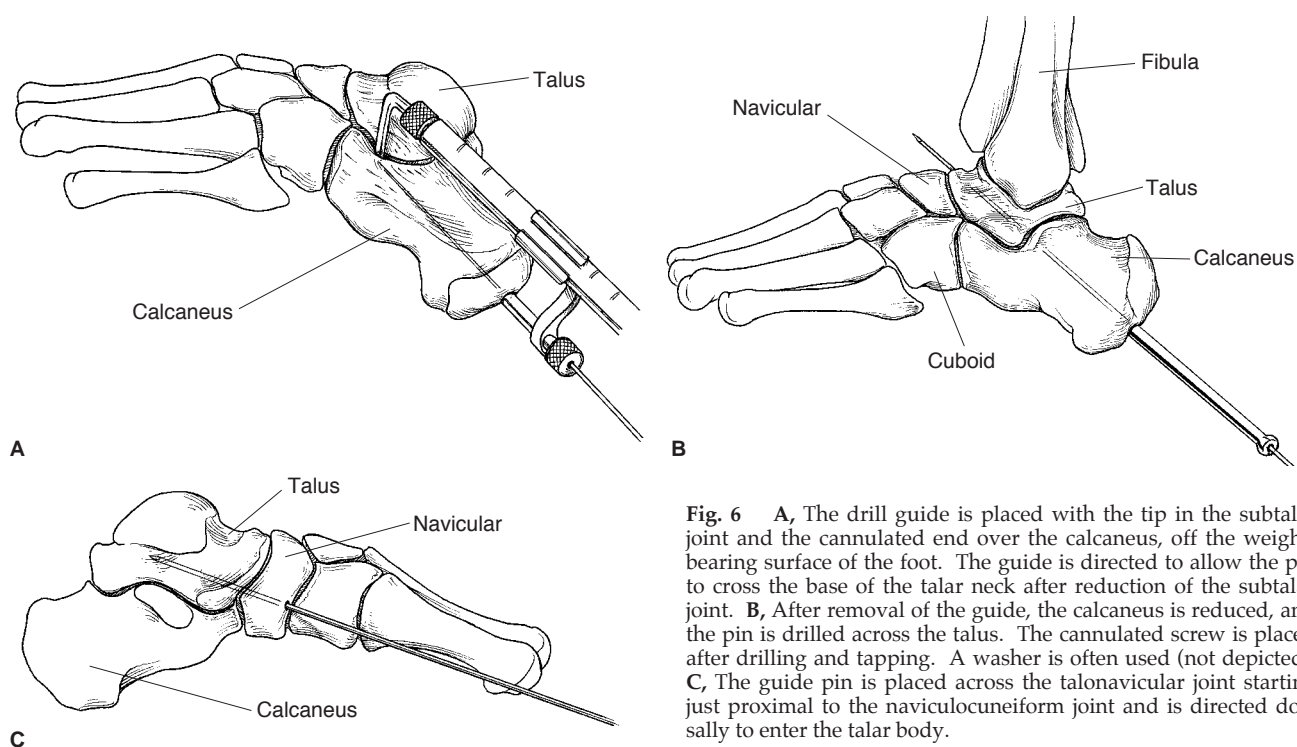 Talus
Calcaneus
A
Fibula
Navicular
Talus
Calcaneus
Cuboid
B
Talus
Navicular
Calcaneus
C
Fig. 6 A, The drill guide is placed with the tip in the subtal
joint and the cannulated end over the calcaneus, off the weigh
bearing surface of the foot. The guide is directed to allow the p
to cross the base of the talar neck after reduction of the subtal
joint. B, After removal of the guide, the calcaneus is reduced, an
the pin is drilled across the talus. The cannulated screw is place
after drilling and tapping. A washer is often used (not depicted
C, The guide pin is placed across the talonavicular joint startin
just proximal to the naviculocuneiform joint and is directed do
sally to enter the talar body.